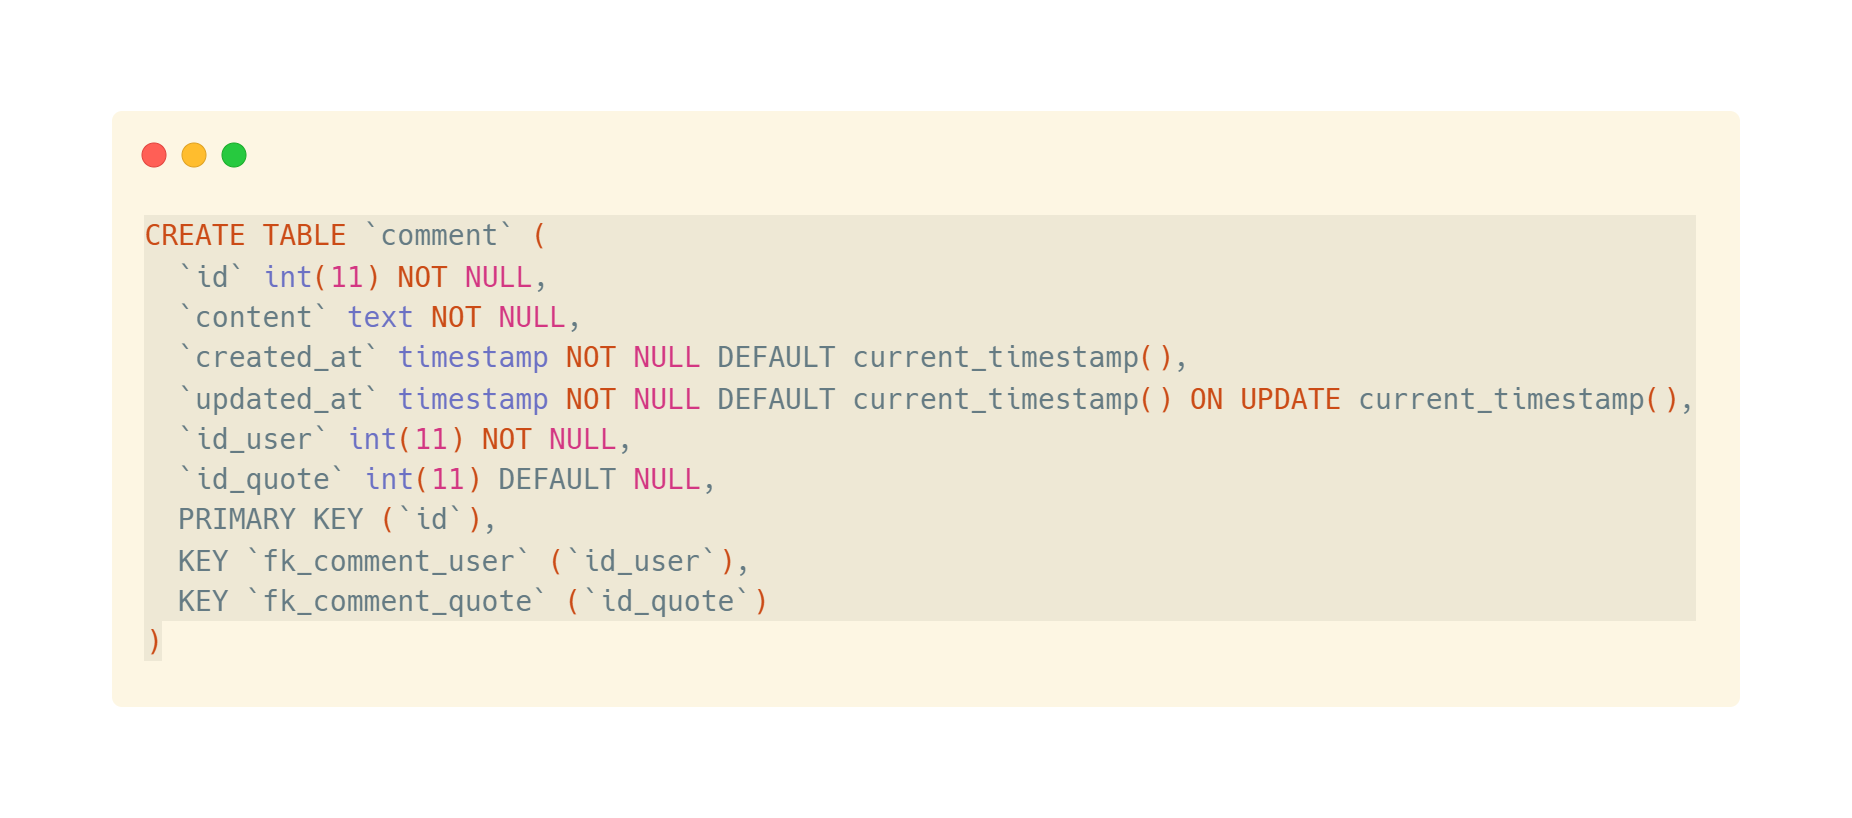 CREATE TABLE `comment` (
  `id` int(11) NOT NULL,
  `content` text NOT NULL,
  `created_at` timestamp NOT NULL DEFAULT current_timestamp(),
  `updated_at` timestamp NOT NULL DEFAULT current_timestamp() ON UPDATE current_timestamp(),
  `id_user` int(11) NOT NULL,
  `id_quote` int(11) DEFAULT NULL,
  PRIMARY KEY (`id`),
  KEY `fk_comment_user` (`id_user`),
  KEY `fk_comment_quote` (`id_quote`)
)